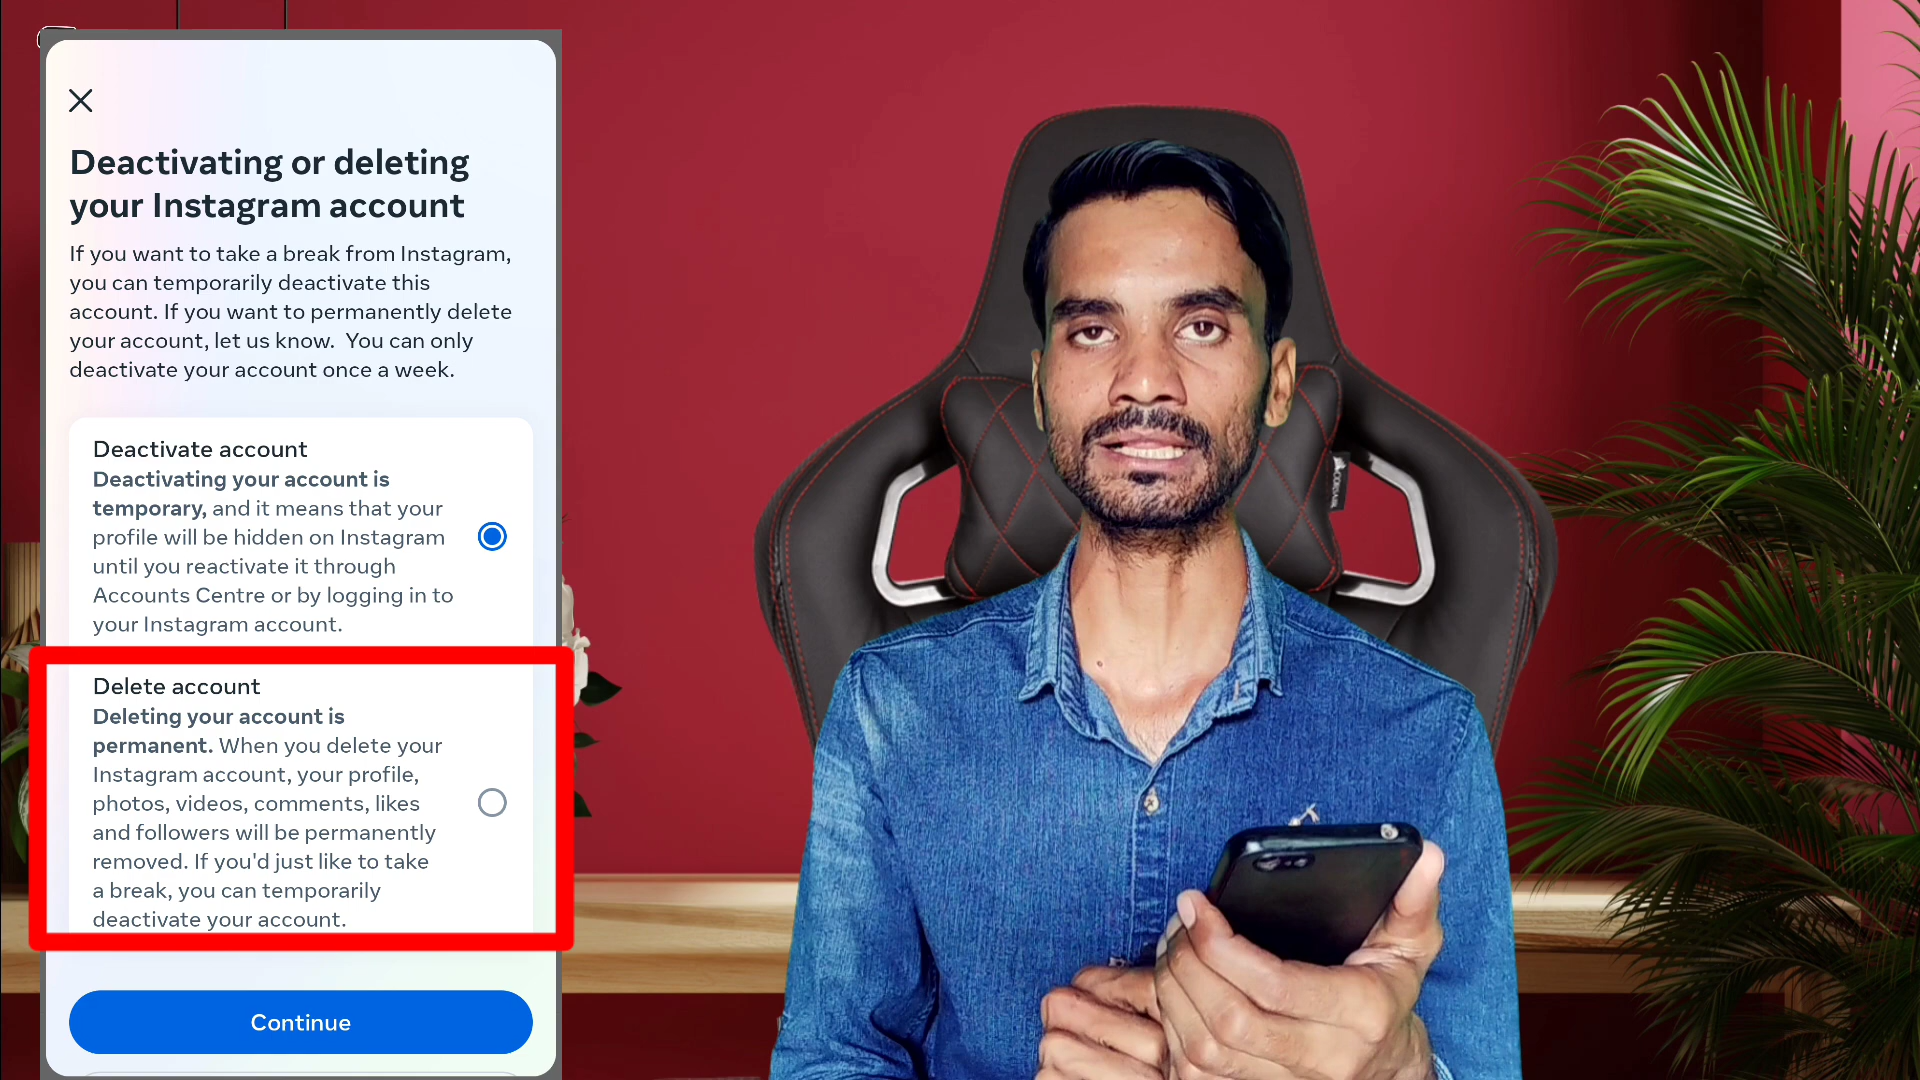 Deactivating or deleting
your Instagram account
If you want to take a break from Instagram,
you can temporarily deactivate this
account. If you want to permanently delete
your account, let us know.  You can only
deactivate your account once a week.
Deactivate account
Deactivating your account is
temporary, and it means that your
profile will be hidden on Instagram
until you reactivate it through
Accounts Centre or by logging in to
your Instagram account.
Delete account
Deleting your account is
permanent. When you delete your
Instagram account, your profile,
photos, videos, comments, likes
and followers will be permanently
removed. If you'd just like to take
a break, you can temporarily
deactivate your account.
Continue
CORSAIR